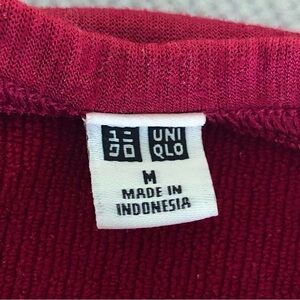 ユニ UNI
クロ QLO
M
MADE IN
INDONESIA